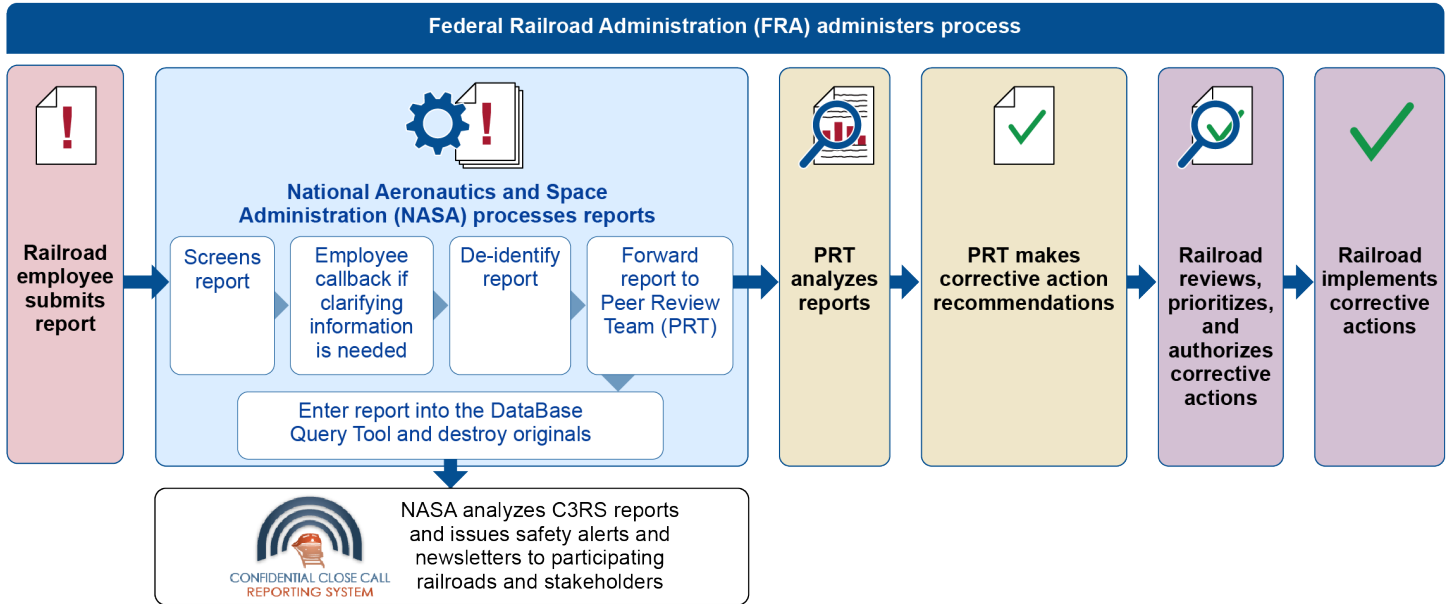 Federal Railroad Administration (FRA) administers process
Railroad
employee
submits
report
National Aeronautics and Space
Administration (NASA) processes reports
Screens
report
Employee
callback if
clarifying
information
is needed
De-identify
report
Forward
report to
Peer Review
Team (PRT)
Enter report into the DataBase
Query Tool and destroy originals
NASA analyzes C3RS reports
and issues safety alerts and
newsletters to participating
railroads and stakeholders
CONFIDENTIAL CLOSE CALL
REPORTING SYSTEM
PRT
analyzes
reports
PRT makes
corrective action
recommendations
Railroad
reviews,
prioritizes,
and
authorizes
corrective
actions
Railroad
implements
corrective
actions